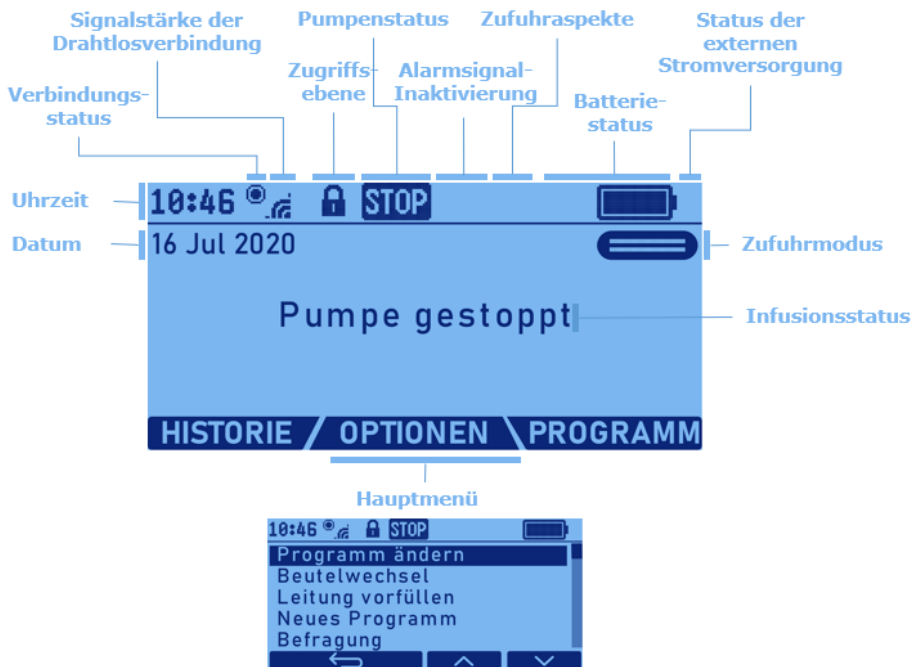 Signalstärke der
Drahtlosverbindung
Pumpenstatus
Zufuhraspekte
Status der
externen
Stromversorgung
Zugriffs-
ebene
Alarmsignal-
Inaktivierung
Verbindungs-
status
Batterie-
status
Uhrzeit
10:46 STOP
Datum
16 Jul 2020
Zufuhrmodus
Pumpe gestoppt
Infusionsstatus
HISTORIE / OPTIONEN \ PROGRAMM
Hauptmenü
10:46 STOP
Programm ändern
Beutelwechsel
Leitung vorfüllen
Neues Programm
Befragung